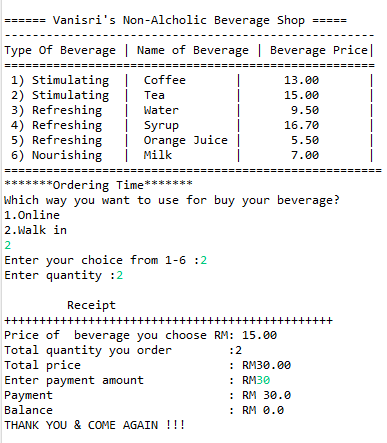 ====== Vanisri's Non-Alcholic Beverage Shop =====
----------------------------------------------------
Type Of Beverage | Name of Beverage | Beverage Price|
====================================================
1) Stimulating | Coffee | 13.00 |
2) Stimulating | Tea | 15.00 |
3) Refreshing | Water | 9.50 |
4) Refreshing | Syrup | 16.70 |
5) Refreshing | Orange Juice | 5.50 |
6) Nourishing | Milk | 7.00 |
=====================================================
*******Ordering Time*******
Which way you want to use for buy your beverage?
1.Online
2.Walk in
2
Enter your choice from 1-6 :2
Enter quantity :2
Receipt
++++++++++++++++++++++++++++++++++++++++++++++
Price of beverage you choose RM: 15.00
Total quantity you order :2
Total price : RM30.00
Enter payment amount : RM30
Payment : RM 30.0
Balance : RM 0.0
THANK YOU & COME AGAIN !!!